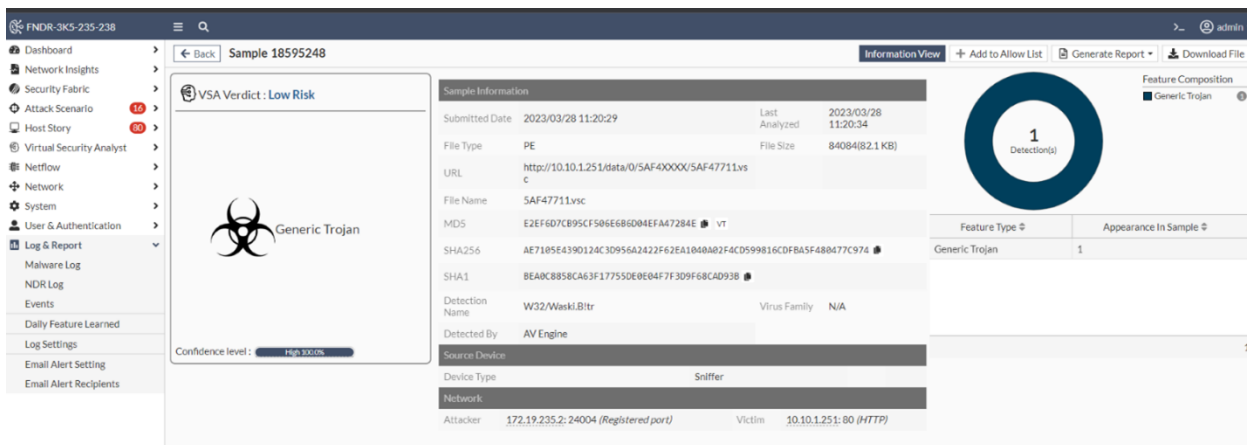 FNDR-3K5-235-238
>_ admin
Dashboard
Network Insights
Security Fabric
Attack Scenario 16
Host Story 80
Virtual Security Analyst
Netflow
Network
System
User & Authentication
Log & Report
Malware Log
NDR Log
Events
Daily Feature Learned
Log Settings
Email Alert Setting
Email Alert Recipients
← Back Sample 18595248
Information View + Add to Allow List Generate Report Download File
VSA Verdict : Low Risk
Generic Trojan
Confidence level : High 100.0%
Sample Information
Submitted Date 2023/03/28 11:20:29 Last Analyzed 2023/03/28 11:20:34
File Type PE File Size 84084(82.1 KB)
URL http://10.10.1.251/data/0/5AF4XXXX/5AF47711.vs
c
File Name 5AF47711.vsc
MD5 E2EF6D7CB95CF506E6B6D04EFA47284E VT
SHA256 AE7105E439D124C3D956A2422F62EA1040A02F4CD599816CDFBA5F480477C974
SHA1 BEA0C8858CA63F17755DE0E04F7F3D9F68CAD93B
Detection Name W32/Waski.B!tr Virus Family N/A
Detected By AV Engine
Source Device
Device Type Sniffer
Network
Attacker 172.19.235.2: 24004 (Registered port) Victim 10.10.1.251: 80 (HTTP)
1
Detection(s)
Feature Composition
Generic Trojan 1
Feature Type Appearance In Sample
Generic Trojan 1